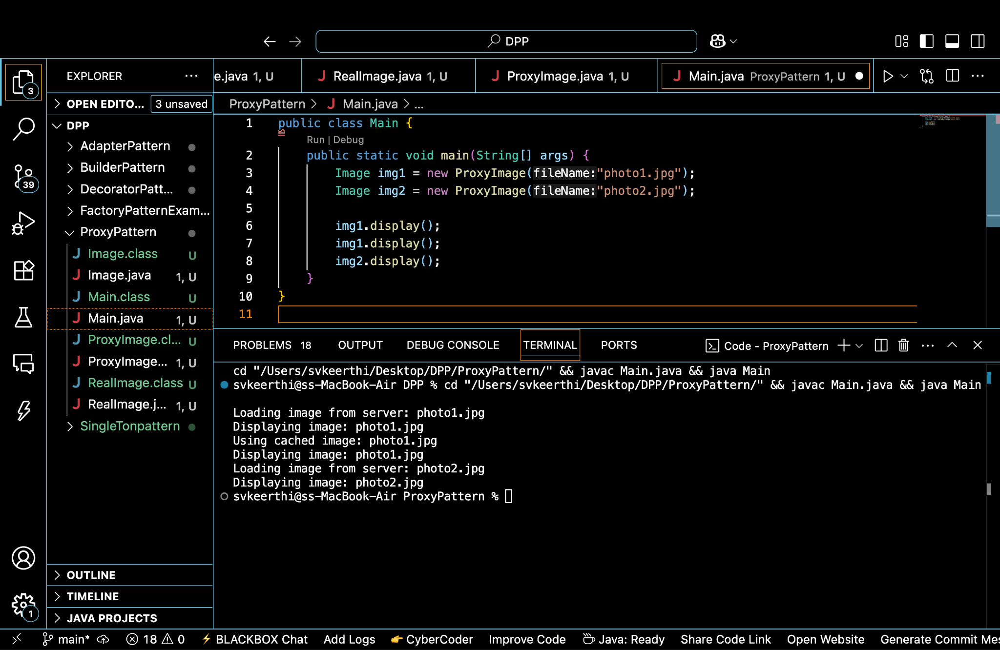 DPP
EXPLORER ...
e.java 1, U
RealImage.java 1, U
ProxyImage.java 1, U
Main.java ProxyPattern 1, U
3
OPEN EDITO... 3 unsaved
ProxyPattern > Main.java > ...
DPP
AdapterPattern
BuilderPattern
DecoratorPatt...
FactoryPatternExam...
ProxyPattern
Image.class U
Image.java 1, U
Main.class U
Main.java 1, U
ProxyImage.cl... U
ProxyImage... 1, U
RealImage.class U
RealImage.j... 1, U
SingleTonpattern
39
OUTLINE
TIMELINE
JAVA PROJECTS
1
1 public class Main {
Run | Debug
2 public static void main(String[] args) {
3 Image img1 = new ProxyImage(fileName:"photo1.jpg");
4 Image img2 = new ProxyImage(fileName:"photo2.jpg");
5
6 img1.display();
7 img1.display();
8 img2.display();
9 }
10 }
11
PROBLEMS 18 OUTPUT DEBUG CONSOLE TERMINAL PORTS
Code - ProxyPattern
cd "/Users/svkeerthi/Desktop/DPP/ProxyPattern/" && javac Main.java && java Main
svkeerthi@ss-MacBook-Air DPP % cd "/Users/svkeerthi/Desktop/DPP/ProxyPattern/" && javac Main.java && java Main
Loading image from server: photo1.jpg
Displaying image: photo1.jpg
Using cached image: photo1.jpg
Displaying image: photo1.jpg
Loading image from server: photo2.jpg
Displaying image: photo2.jpg
svkeerthi@ss-MacBook-Air ProxyPattern %
main* 18 0 BLACKBOX Chat Add Logs CyberCoder Improve Code Java: Ready Share Code Link Open Website Generate Commit Mes